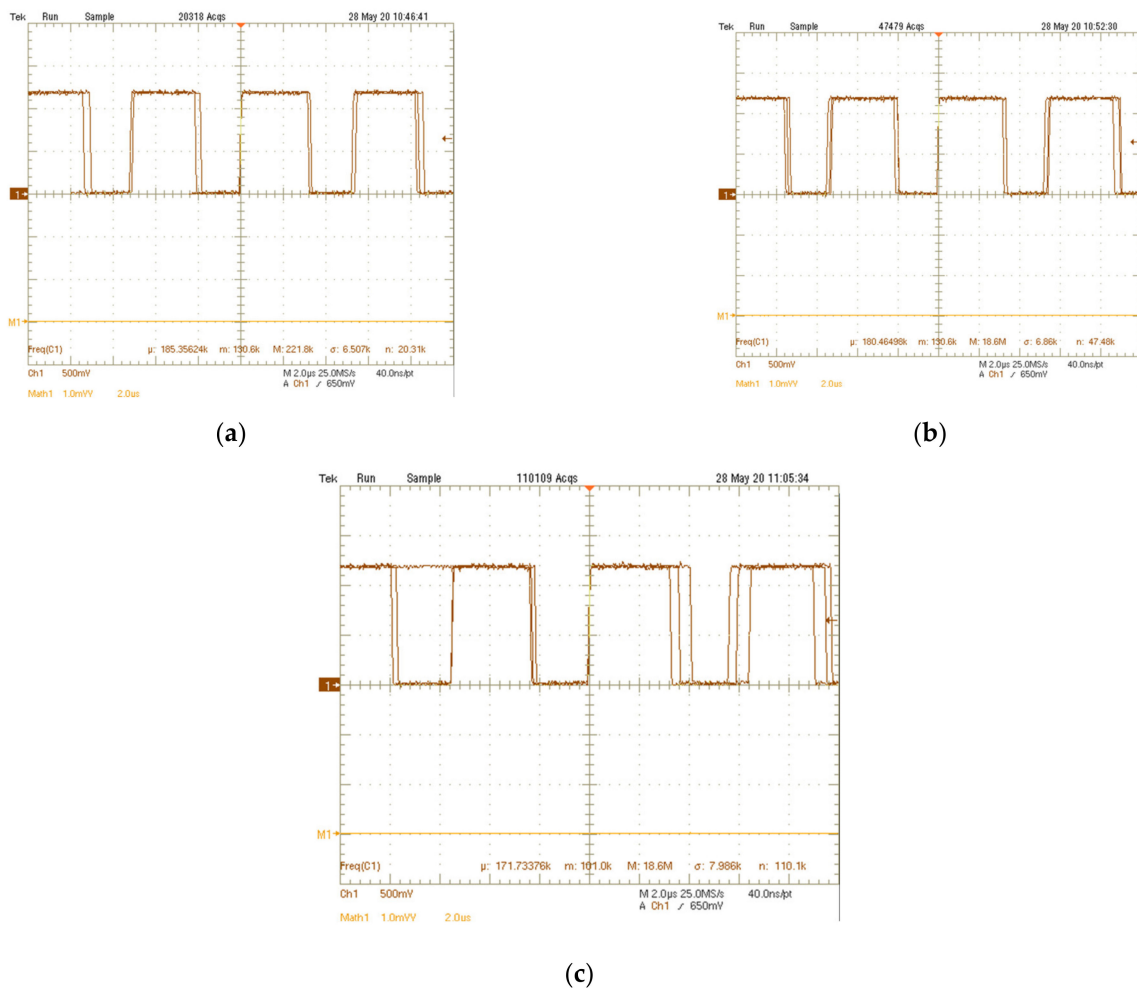 Tek Run Sample 20318 Acqs 28 May 20 10:46:41
1
M1
Freq(C1) µ: 185.35624k m: 130.6k M: 221.8k σ: 6.507k n: 20.31k
Ch1 500mV M 2.0µs 25.0MS/s 40.0ns/pt
A Ch1 650mV
Math1 1.0mVV 2.0us
(a)
Tek Run Sample 47479 Acqs 28 May 20 10:52:30
1
M1
Freq(C1) µ: 180.46498k m: 130.6k M: 18.6M σ: 6.86k n: 47.48k
Ch1 500mV M 2.0µs 25.0MS/s 40.0ns/pt
A Ch1 650mV
Math1 1.0mVV 2.0us
(b)
Tek Run Sample 110109 Acqs 28 May 20 11:05:34
1
M1
Freq(C1) µ: 171.73376k m: 101.0k M: 18.6M σ: 7.986k n: 110.1k
Ch1 500mV M 2.0µs 25.0MS/s 40.0ns/pt
A Ch1 650mV
Math1 1.0mVV 2.0us
(c)